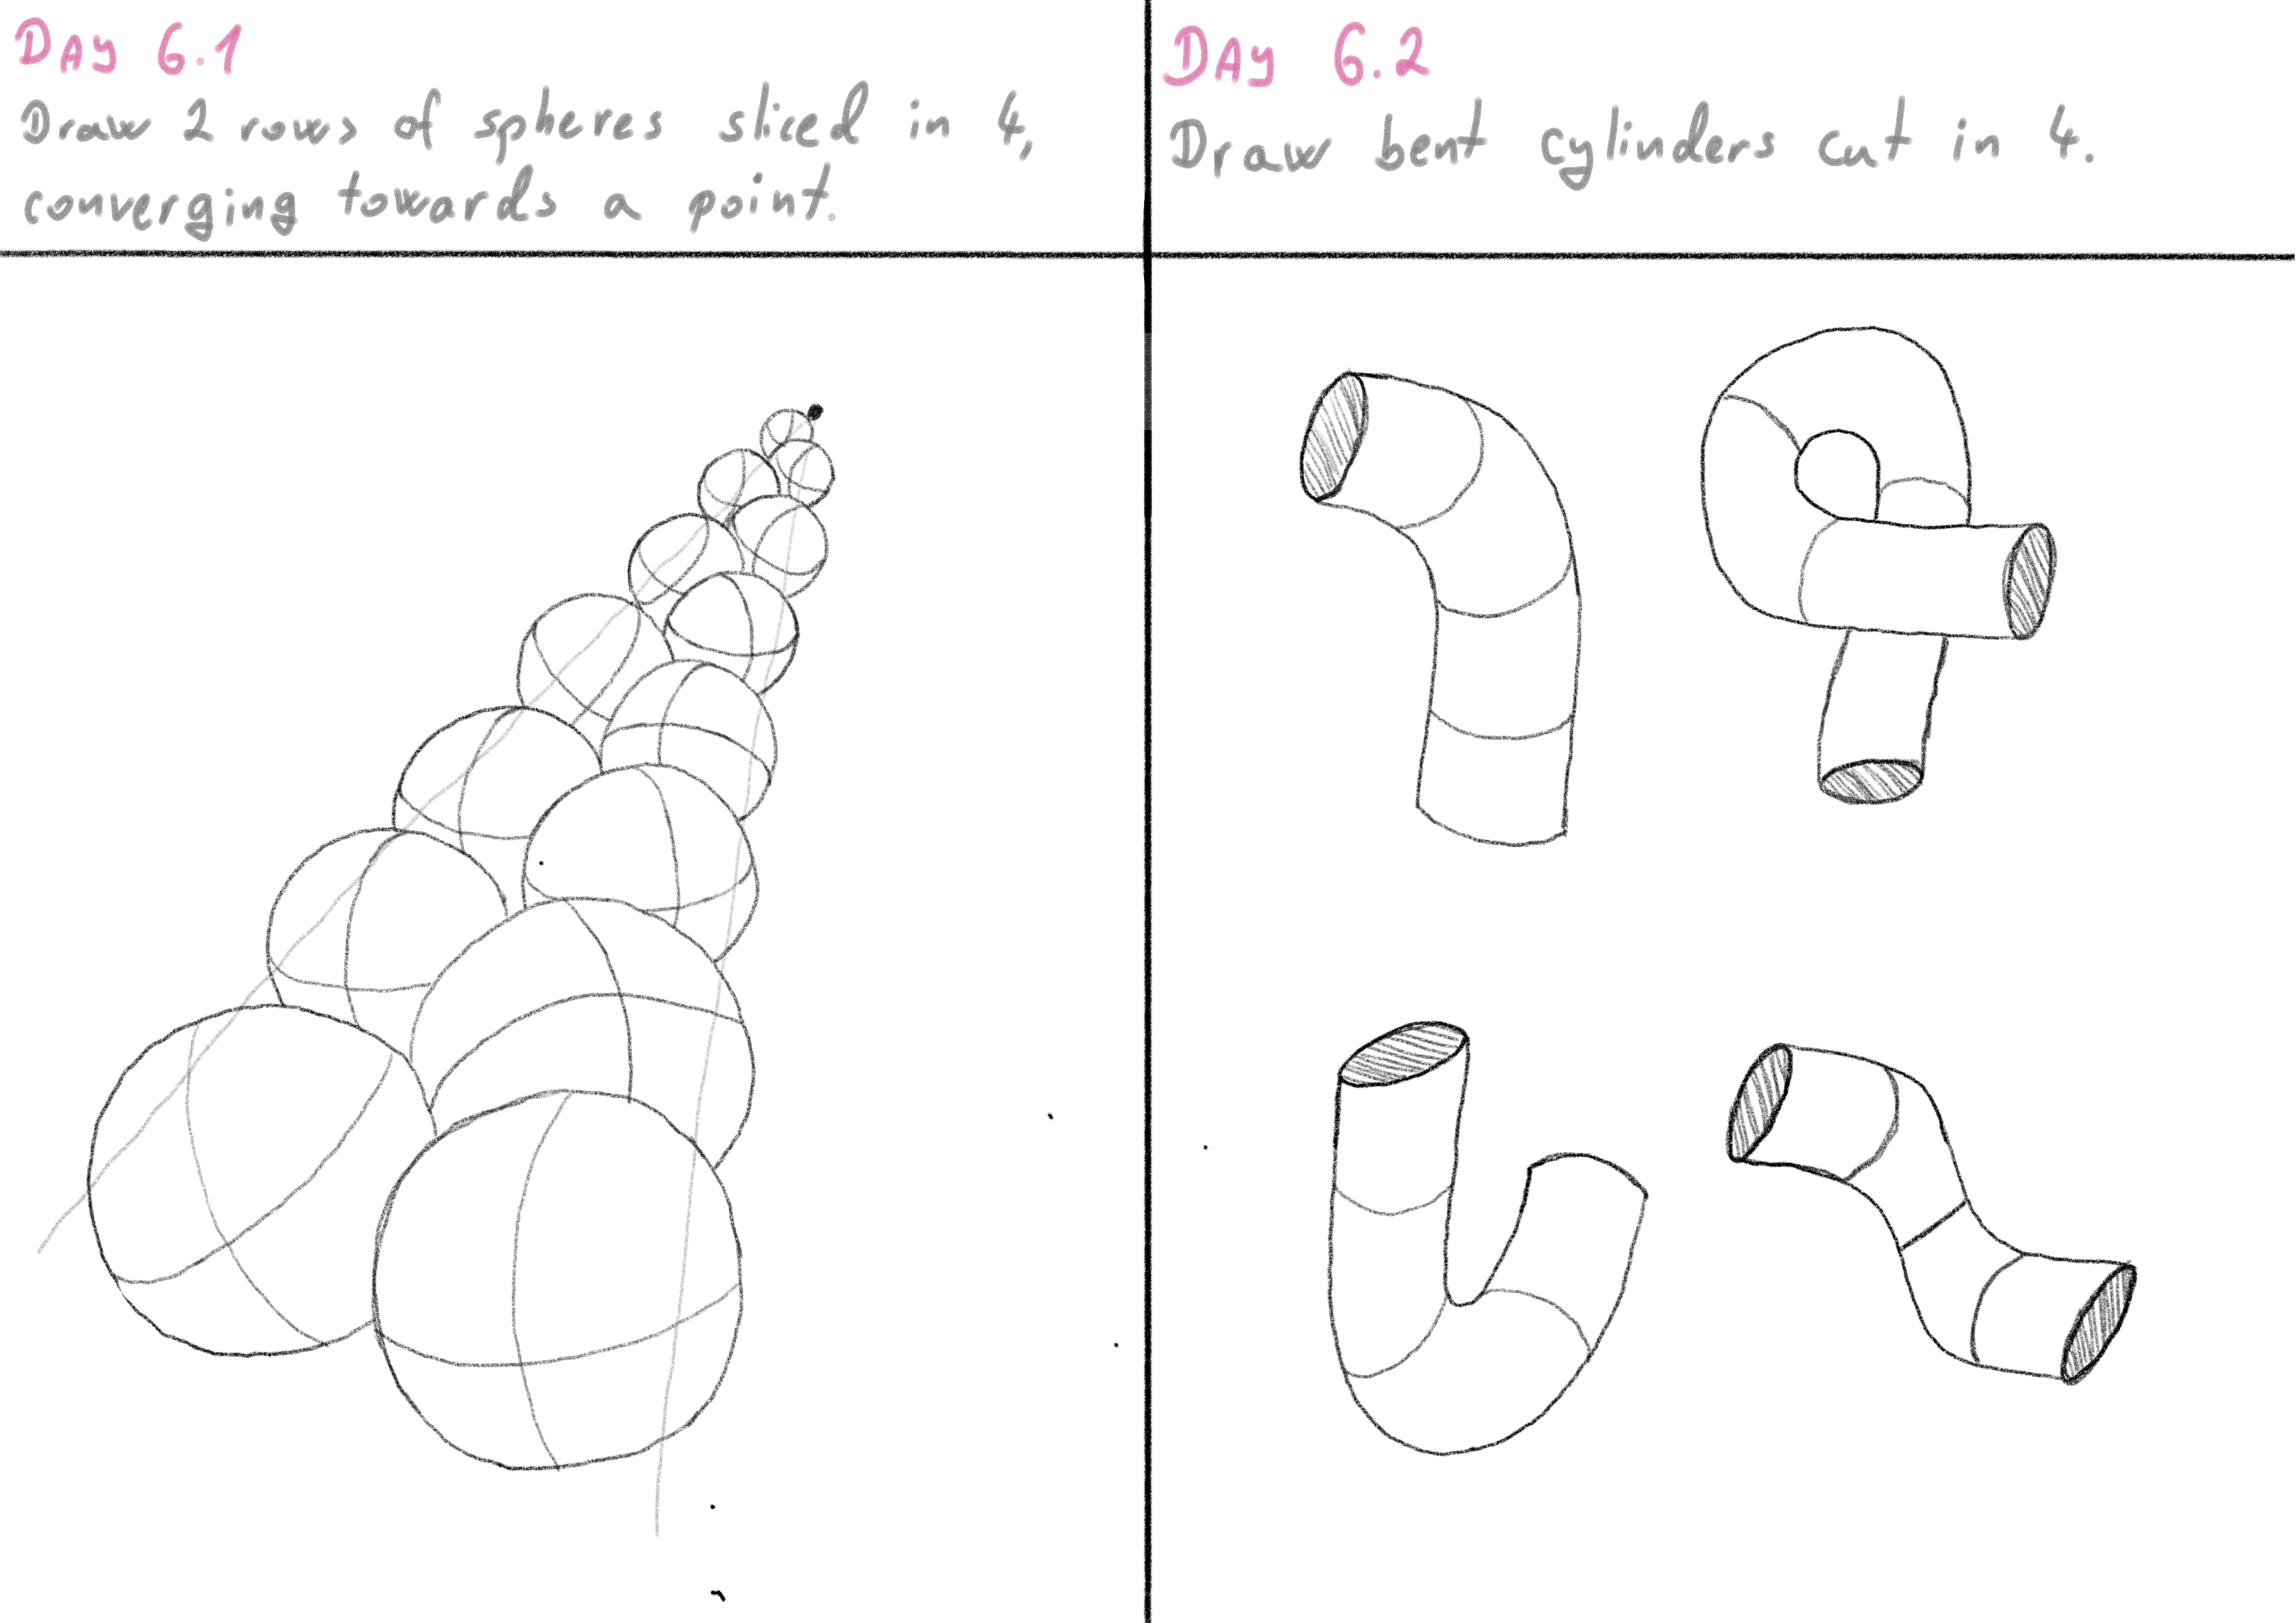 DAY 6.1
Draw 2 rows of spheres sliced in 4,
converging towards a point.
DAY 6.2
Draw bent cylinders cut in 4.